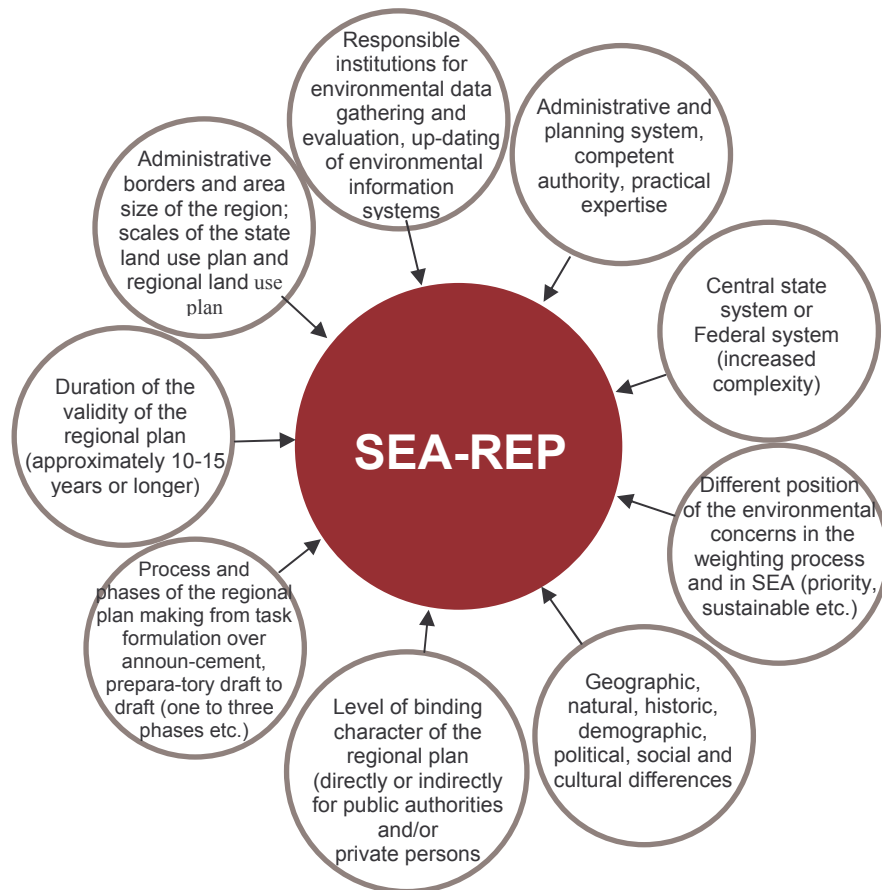 Responsible
institutions for
environmental data
gathering and
evaluation, up-dating
of environmental
information
systems
Administrative and
planning system,
competent
authority, practical
expertise
Central state
system or
Federal system
(increased
complexity)
Different position
of the environmental
concerns in the
weighting process
and in SEA (priority,
sustainable etc.)
Geographic,
natural, historic,
demographic,
political, social and
cultural differences
Level of binding
character of the
regional plan
(directly or indirectly
for public authorities
and/or
private persons
Process and
phases of the regional
plan making from task
formulation over
announ-cement,
prepara-tory draft to
draft (one to three
phases etc.)
Duration of the
validity of the
regional plan
(approximately 10-15
years or longer)
Administrative
borders and area
size of the region;
scales of the state
land use plan and
regional land use
plan
SEA-REP